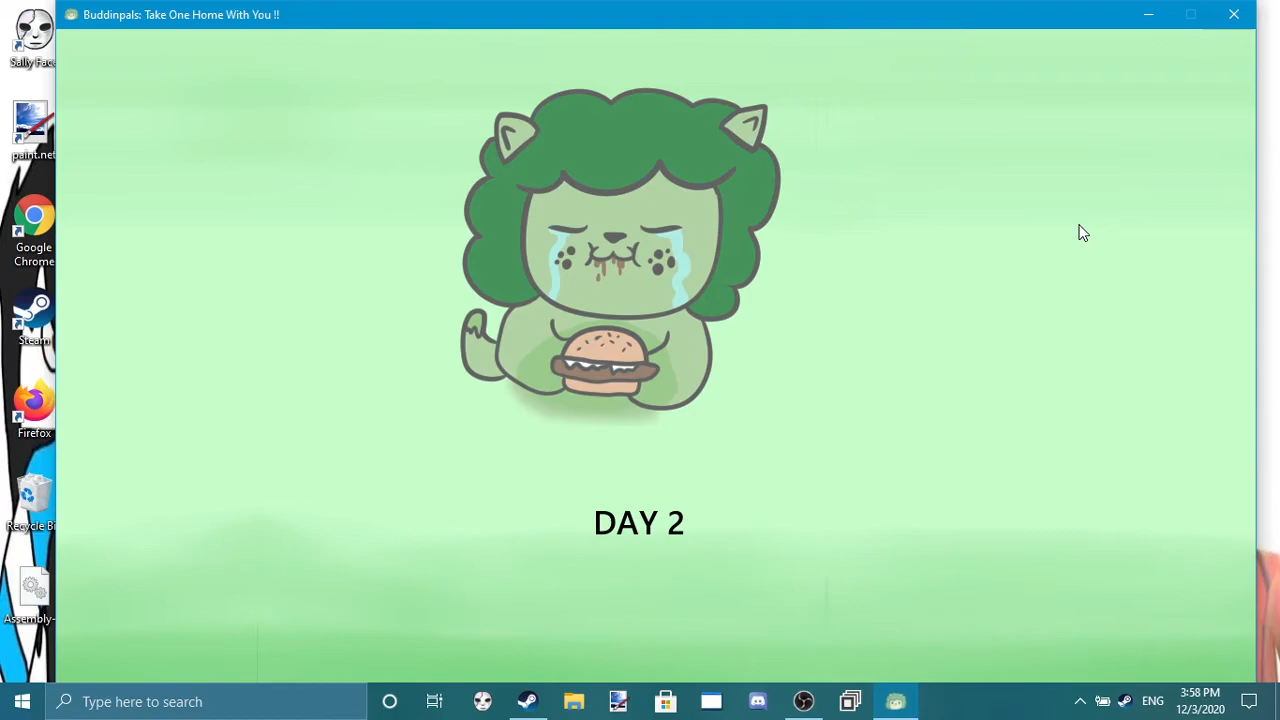 Buddinpals: Take One Home With You !!
Sally Face
paint.net
Google
Chrome
Steam
Firefox
Recycle Bi
Assembly-
DAY 2
Type here to search
ENG
3:58 PM
12/3/2020